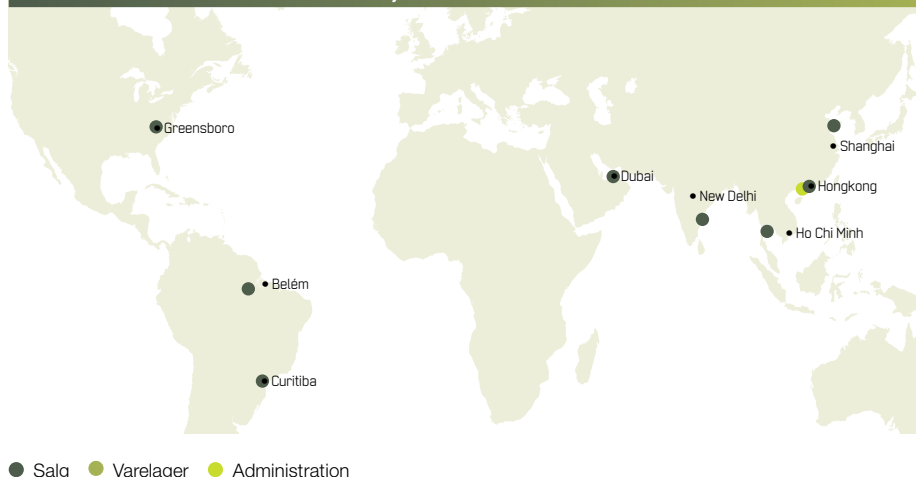 Greensboro
Shanghai
Dubai
Hongkong
New Delhi
Ho Chi Minh
Belém
Curitiba
Salg
Varelager
Administration